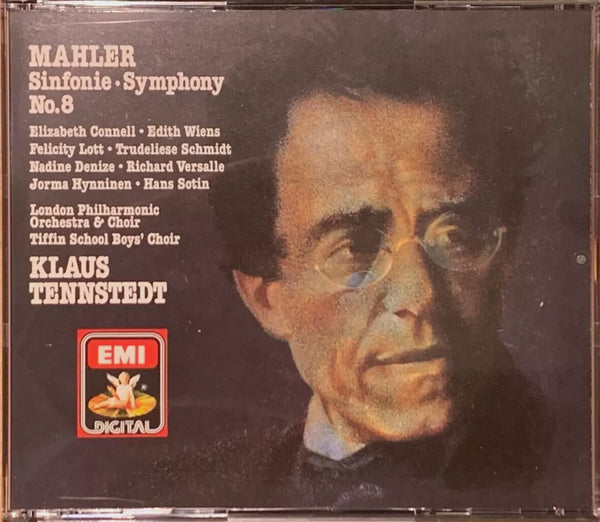 MAHLER
Sinfonie · Symphony
No. 8
Elizabeth Connell · Edith Wiens
Felicity Lott · Trudeliese Schmidt
Nadine Denize · Richard Versalle
Jorma Hynninen · Hans Sotin
London Philharmonic
Orchestra & Choir
Tiffin School Boys' Choir
KLAUS
TENNSTEDT
EMI
DIGITAL